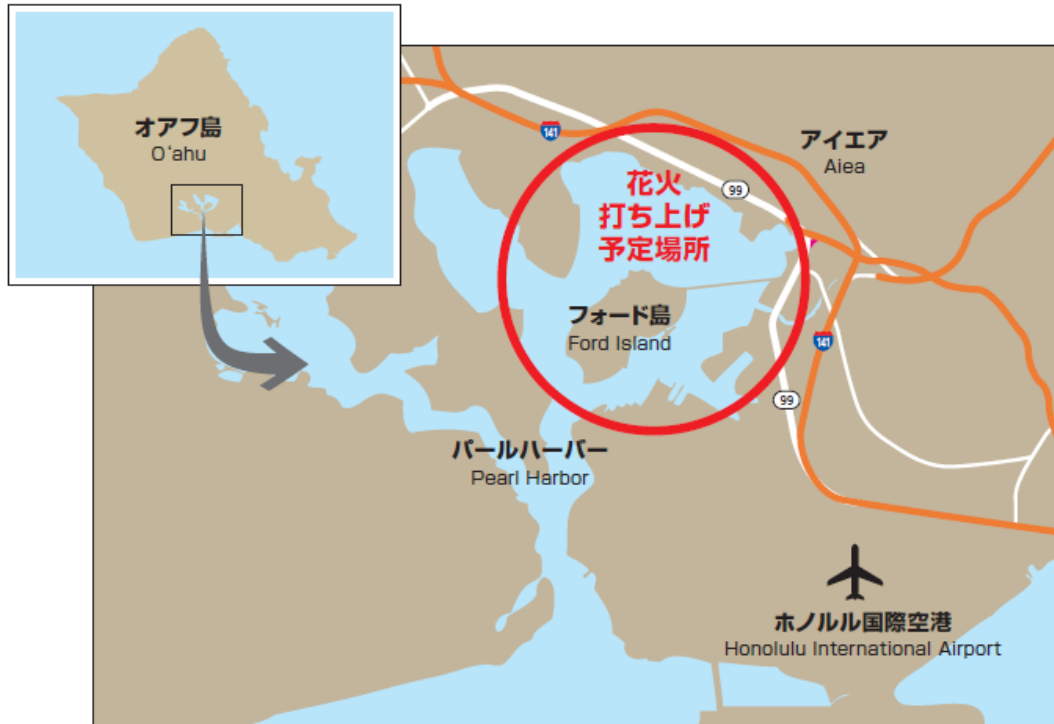 オアフ島
O‘ahu
141
アイエア
Aiea
花火
打ち上げ
予定場所
99
フォード島
Ford Island
141
99
パールハーバー
Pearl Harbor
ホノルル国際空港
Honolulu International Airport